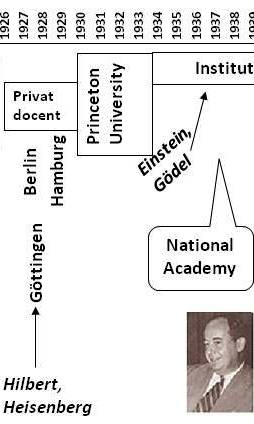 1926
1927
1928
1929
1930
1931
1932
1933
1934
1935
1936
1937
1938
1939
Institut
Privat
docent
Princeton
University
Berlin
Hamburg
Einstein,
Gödel
Göttingen
National
Academy
Hilbert,
Heisenberg